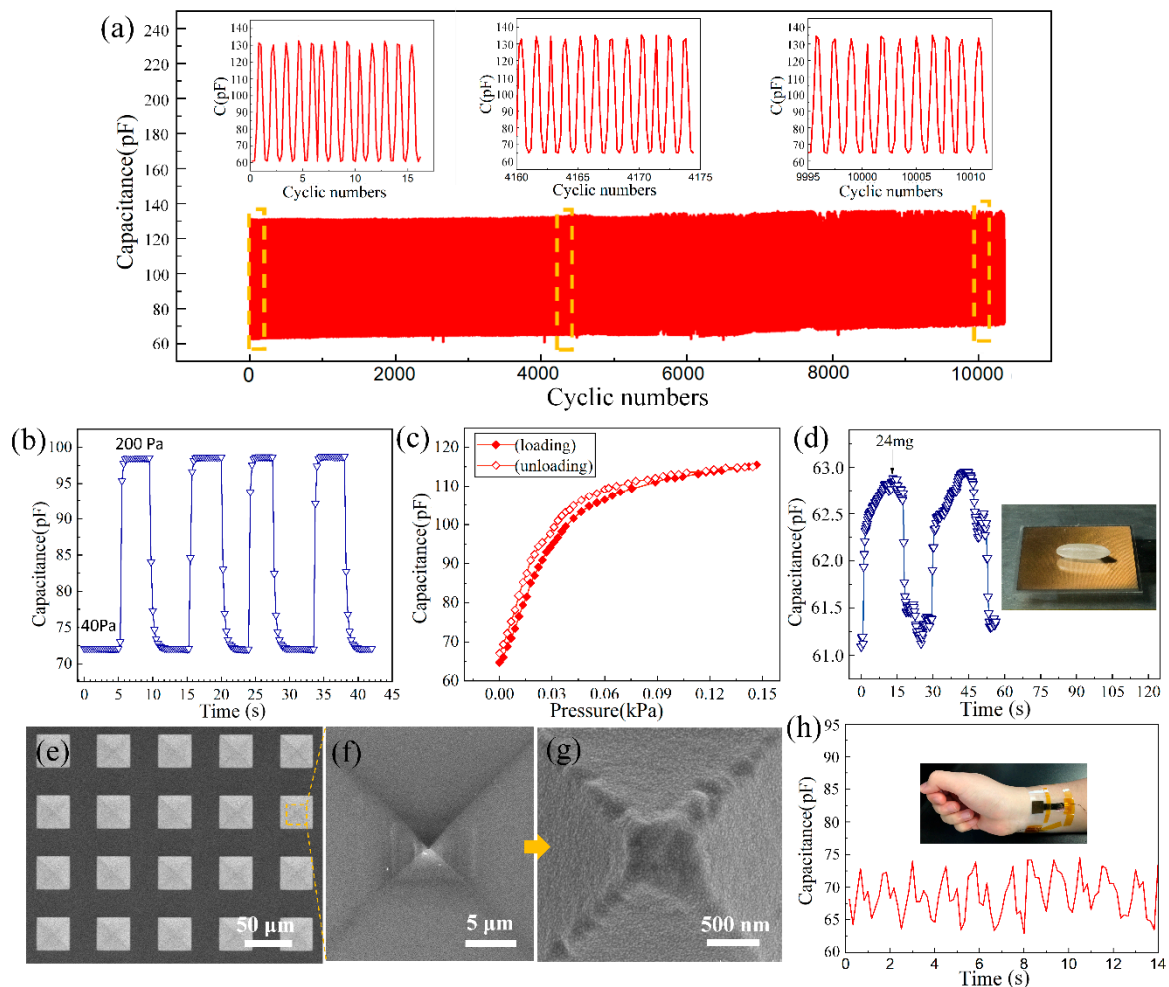 (a)
Capacitance(pF)
240
220
200
180
160
140
120
100
80
60
0 2000 4000 6000 8000 10000
Cyclic numbers
C(pF)
140
130
120
110
100
90
80
70
60
0 5 10 15
Cyclic numbers
C(pF)
140
130
120
110
100
90
80
70
60
4160 4165 4170 4175
Cyclic numbers
C(pF)
140
130
120
110
100
90
80
70
60
9995 10000 10005 10010
Cyclic numbers
(b)
Capacitance(pF)
100
95
90
85
80
75
70
200 Pa
40Pa
0 5 10 15 20 25 30 35 40 45
Time (s)
(c)
Capacitance(pF)
120
110
100
90
80
70
60
(loading)
(unloading)
0.00 0.03 0.06 0.09 0.12 0.15
Pressure(kPa)
(d)
Capacitance(pF)
63.0
62.5
62.0
61.5
61.0
24mg
0 15 30 45 60 75 90 105 120
Time (s)
(e)
50 μm
(f)
5 μm
(g)
500 nm
(h)
Capacitance(pF)
90
85
80
75
70
65
60
0 2 4 6 8 10 12 14
Time (s)